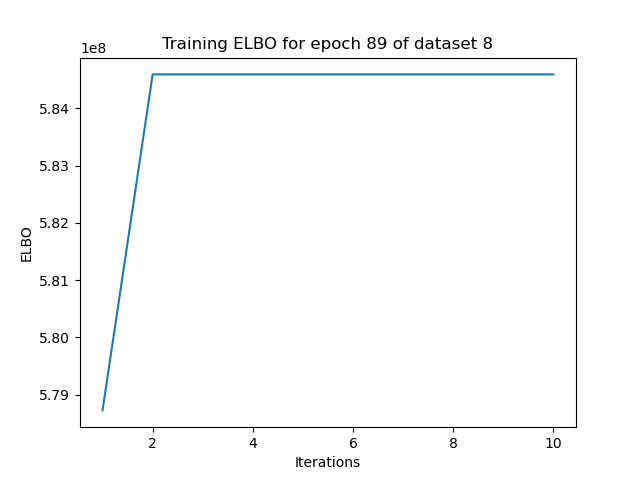 Training ELBO for epoch 89 of dataset 8
1e8
5.84
5.83
5.82
5.81
5.80
5.79
ELBO
2 4 6 8 10
Iterations